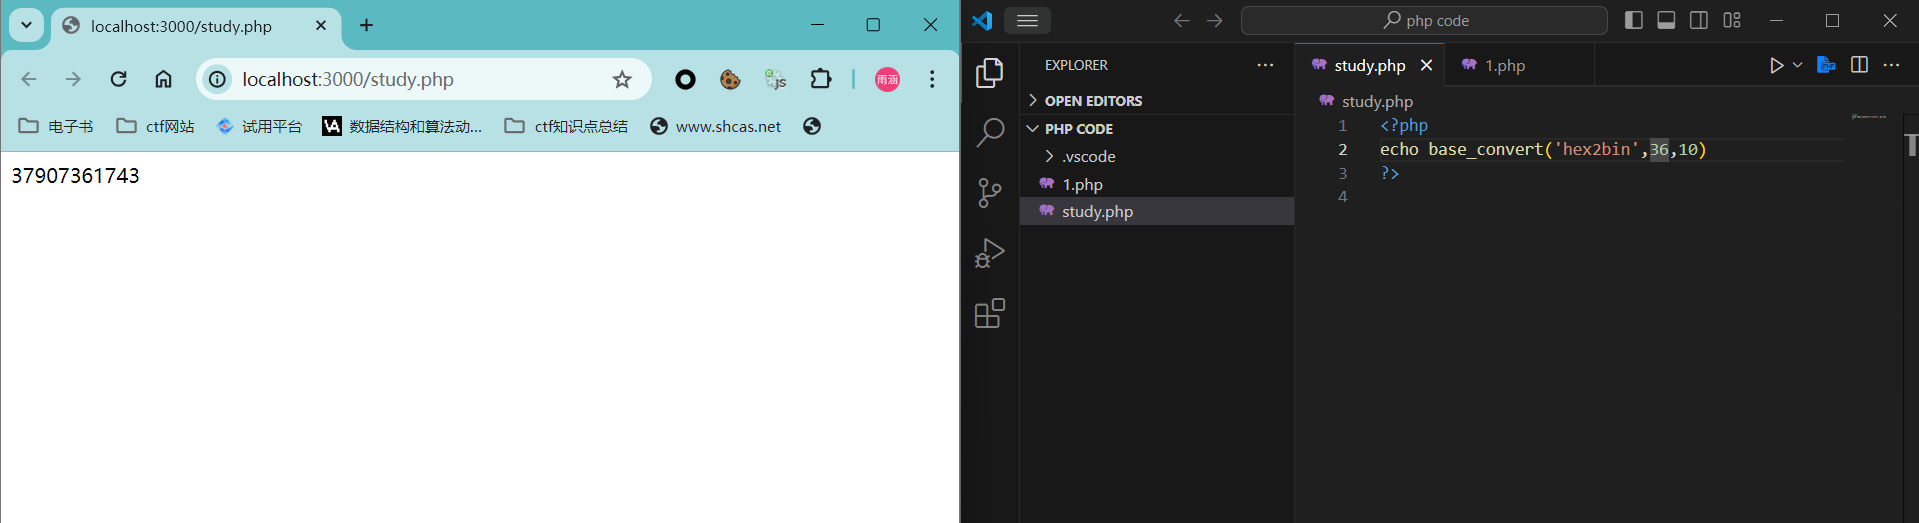 localhost:3000/study.php
localhost:3000/study.php
雨涵
电子书
ctf网站
试用平台
数据结构和算法动...
ctf知识点总结
www.shcas.net
37907361743
php code
EXPLORER
OPEN EDITORS
PHP CODE
.vscode
1.php
study.php
study.php
1.php
study.php
1 <?php
2 echo base_convert('hex2bin',36,10)
3 ?>
4